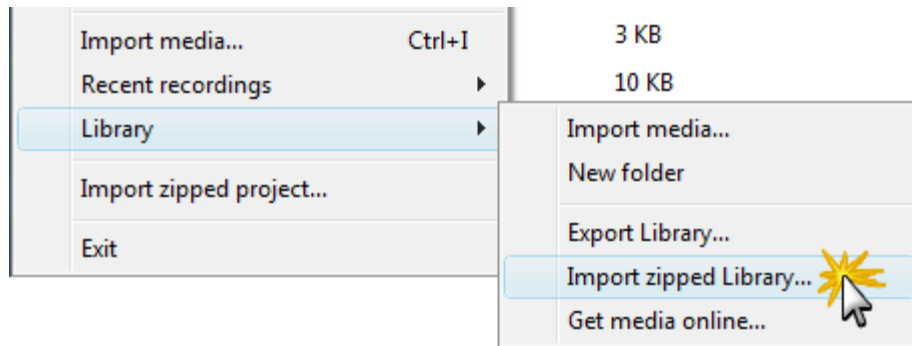 Import media... Ctrl+I
Recent recordings
Library
Import zipped project...
Exit
3 KB
10 KB
Import media...
New folder
Export Library...
Import zipped Library...
Get media online...